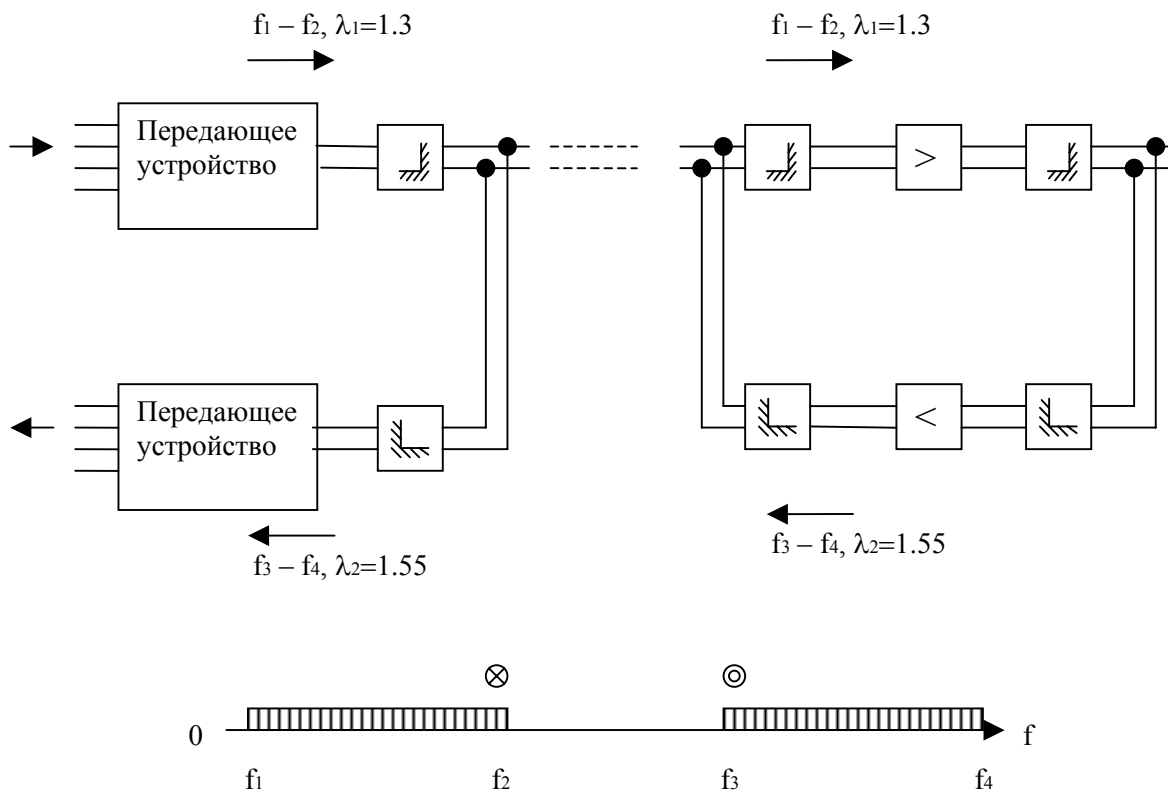 f₁ – f₂, λ₁=1.3
f₁ – f₂, λ₁=1.3
Передающее
устройство
>
Передающее
устройство
<
f₃ – f₄, λ₂=1.55
f₃ – f₄, λ₂=1.55
0
f
f₁
f₂
f₃
f₄